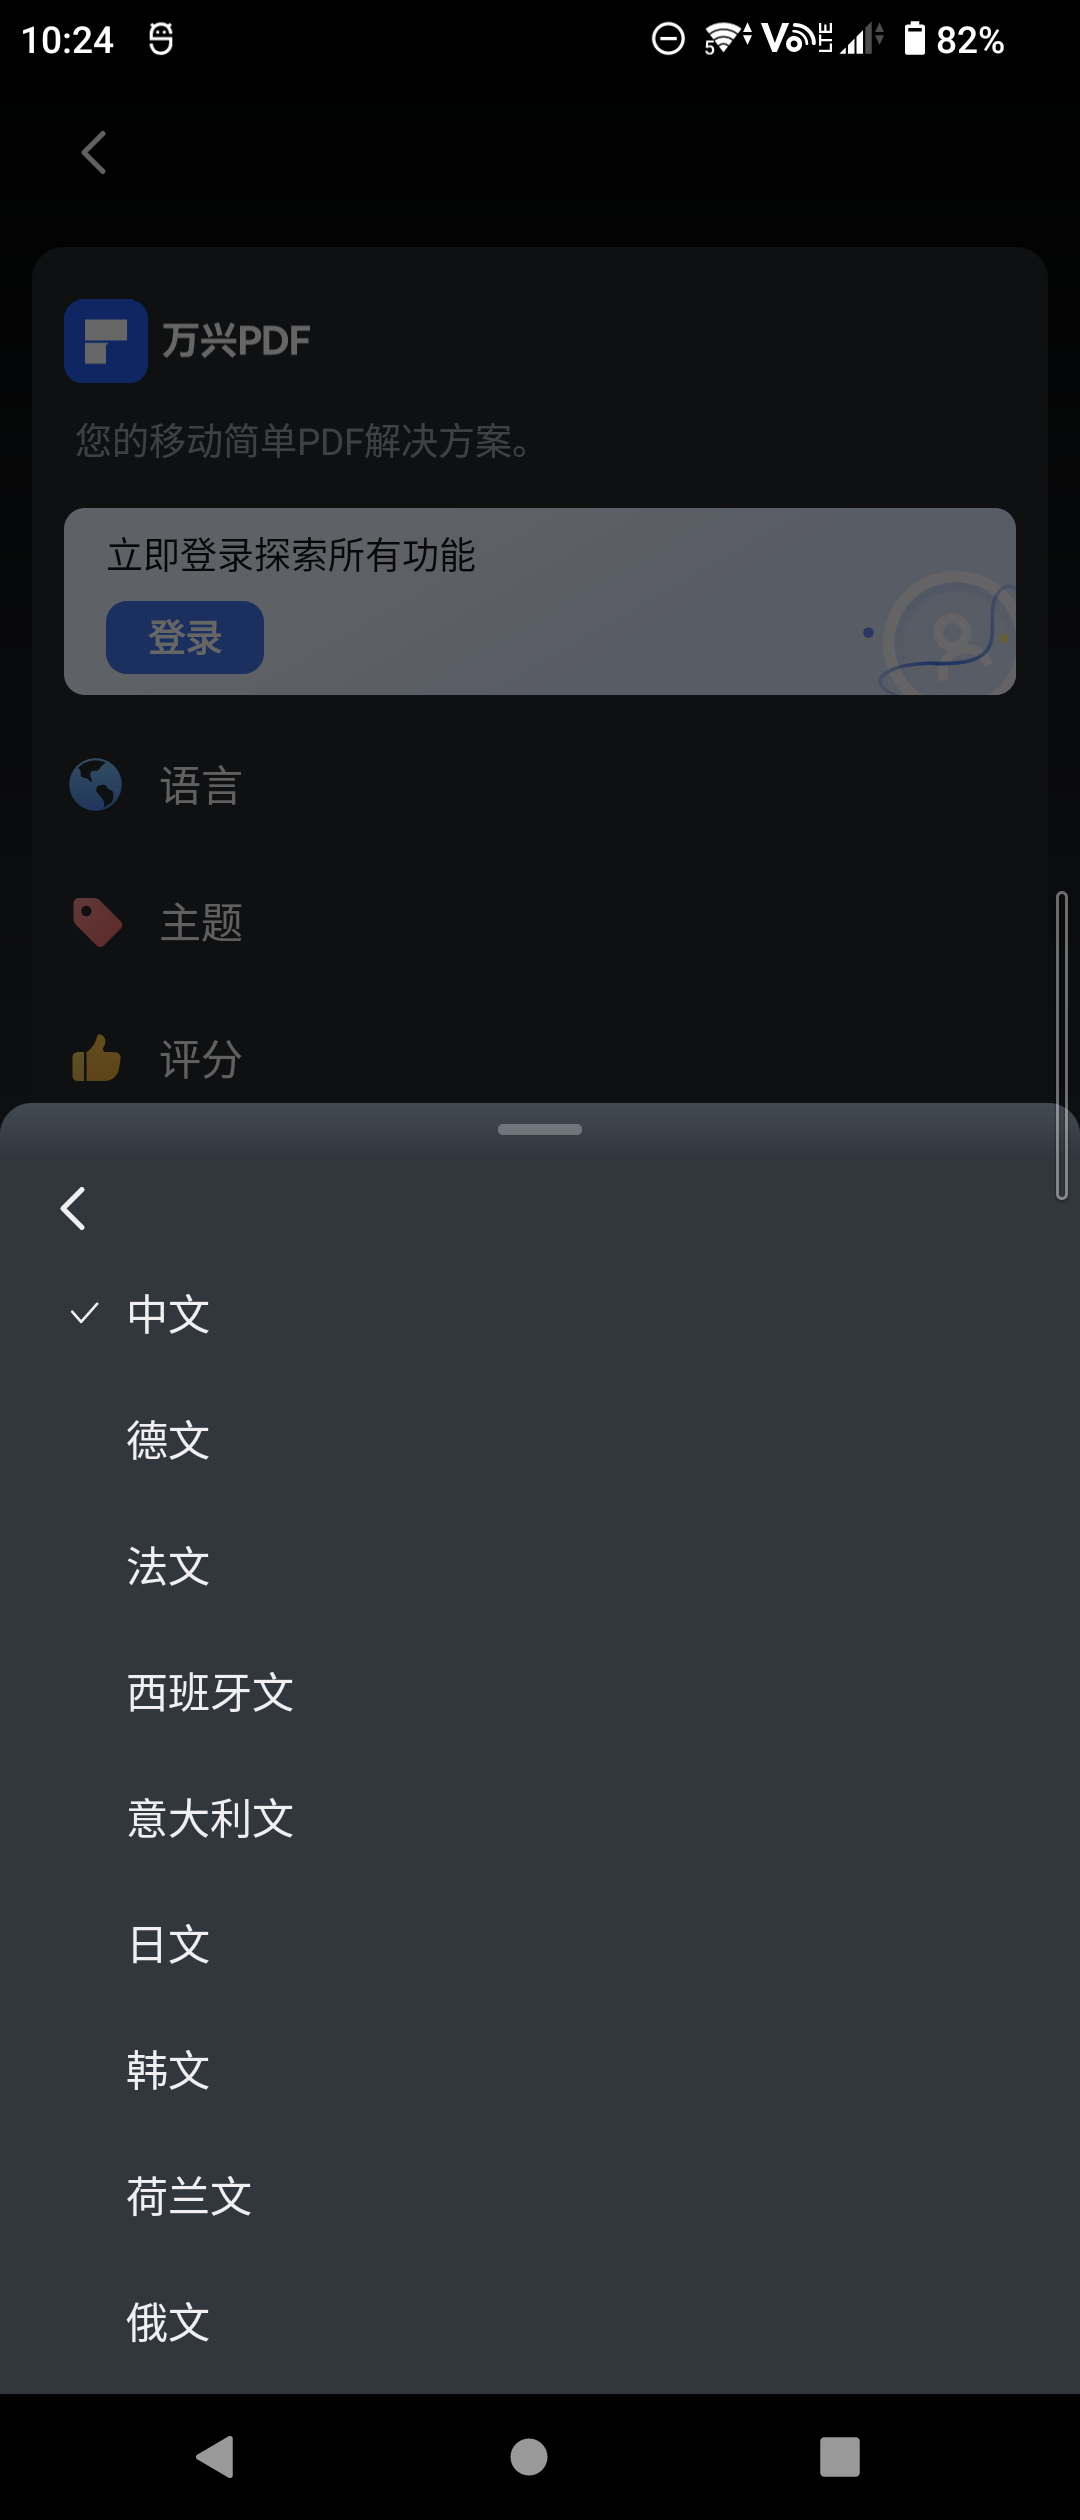 10:24
5 Vo LTE 82%
万兴PDF
您的移动简单PDF解决方案。
立即登录探索所有功能
登录
语言
主题
评分
中文
德文
法文
西班牙文
意大利文
日文
韩文
荷兰文
俄文